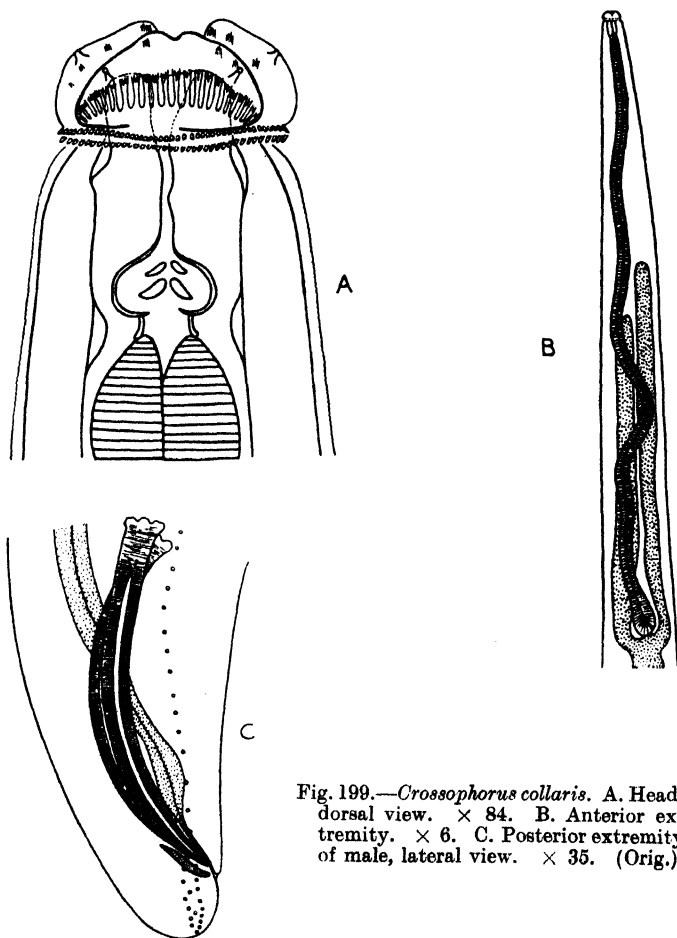 A
B
C
Fig. 199.—Crossophorus collaris. A. Head
dorsal view. × 84. B. Anterior ex
tremity. × 6. C. Posterior extremity
of male, lateral view. × 35. (Orig.)